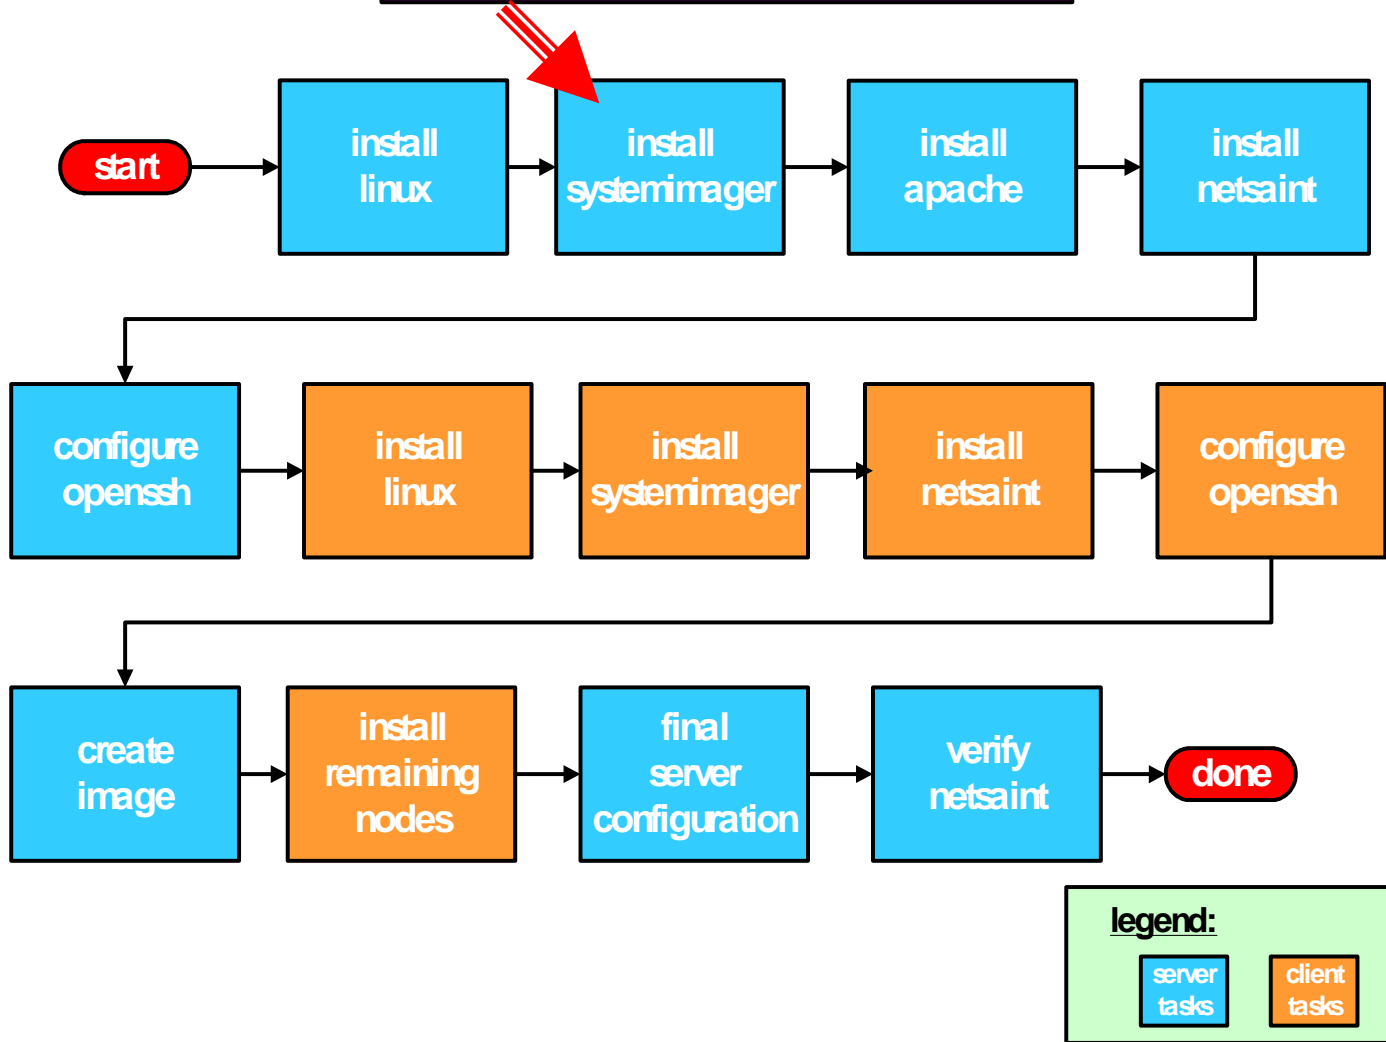 start
install
linux
install
systemimager
install
apache
install
netsaint
configure
openssh
install
linux
install
systemimager
install
netsaint
configure
openssh
create
image
install
remaining
nodes
final
server
configuration
verify
netsaint
done
legend:
server
tasks
client
tasks